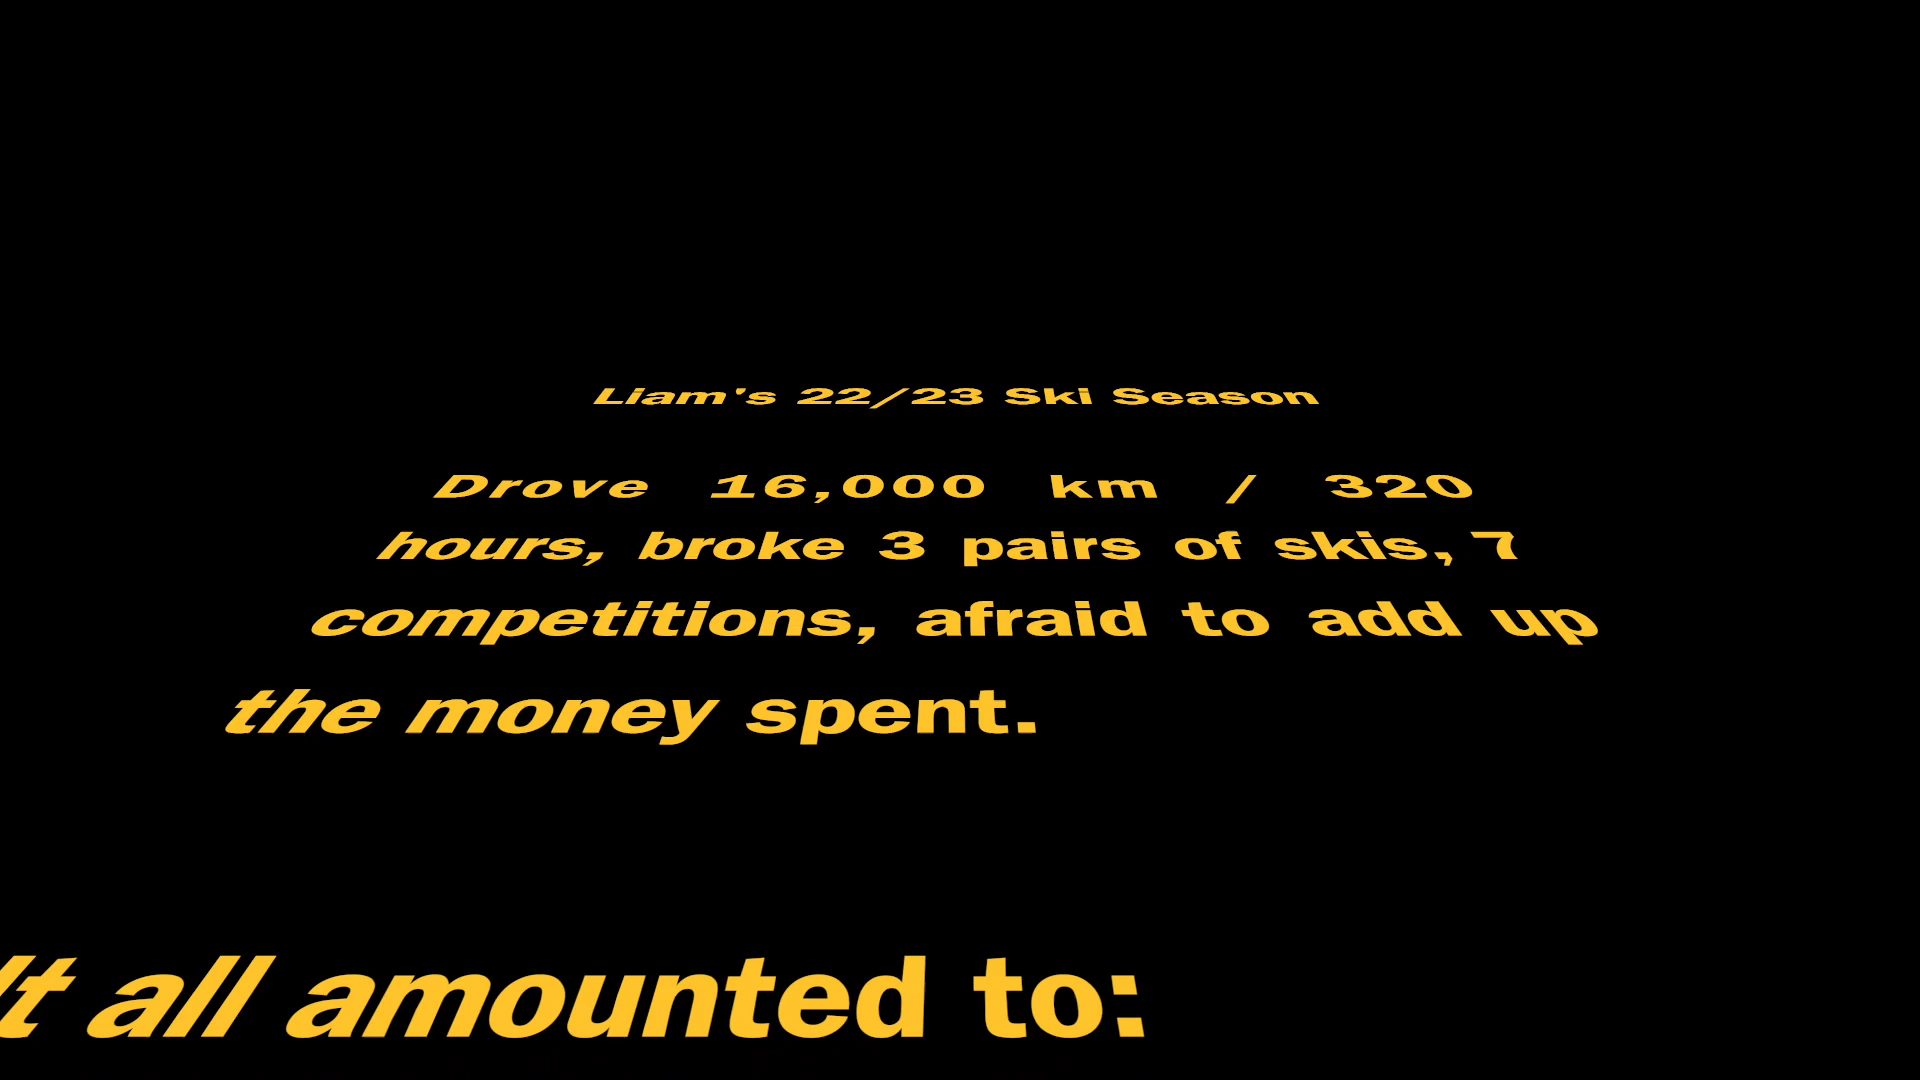 Liam's 22/23 Ski Season
Drove 16,000 km / 320
hours, broke 3 pairs of skis, 7
competitions, afraid to add up
the money spent.
It all amounted to: